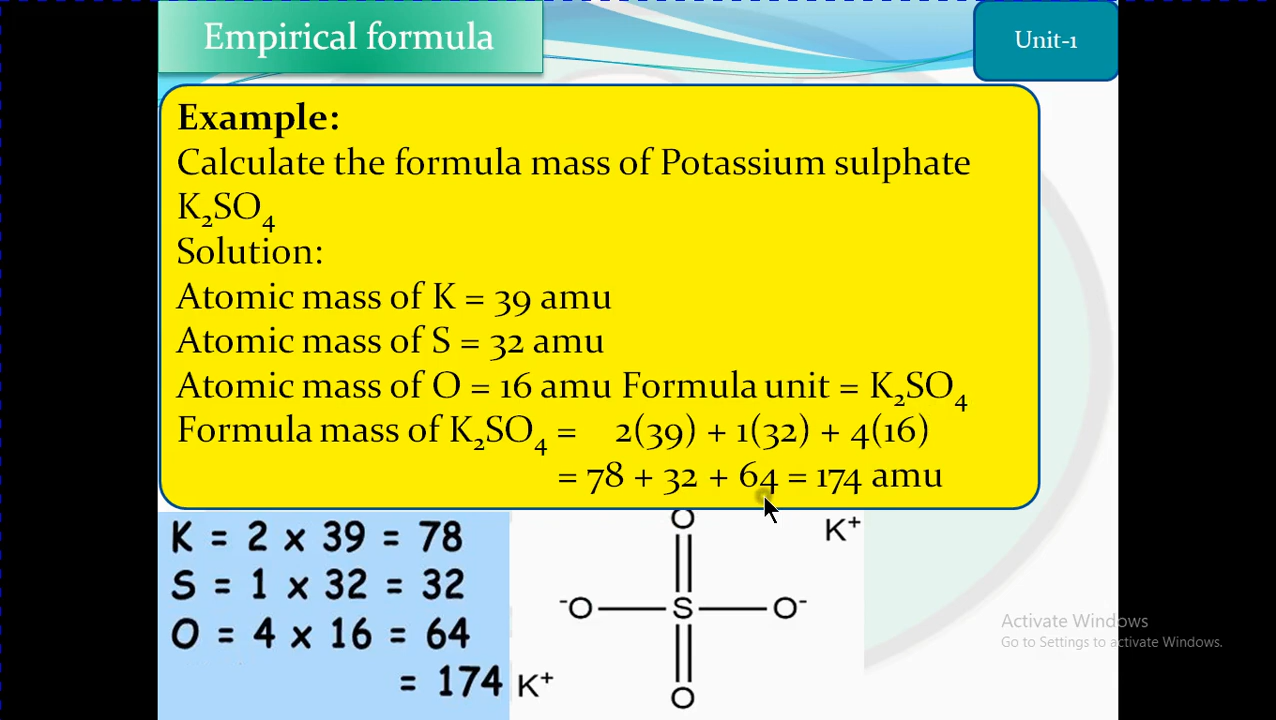 Empirical formula
Unit-1
Example:
Calculate the formula mass of Potassium sulphate
K₂SO₄
Solution:
Atomic mass of K = 39 amu
Atomic mass of S = 32 amu
Atomic mass of O = 16 amu Formula unit = K₂SO₄
Formula mass of K₂SO₄ = 2(39) + 1(32) + 4(16)
= 78 + 32 + 64 = 174 amu
K = 2 x 39 = 78
S = 1 x 32 = 32
O = 4 x 16 = 64
= 174
O
K⁺
⁻O S O⁻
K⁺
O
Activate Windows
Go to Settings to activate Windows.